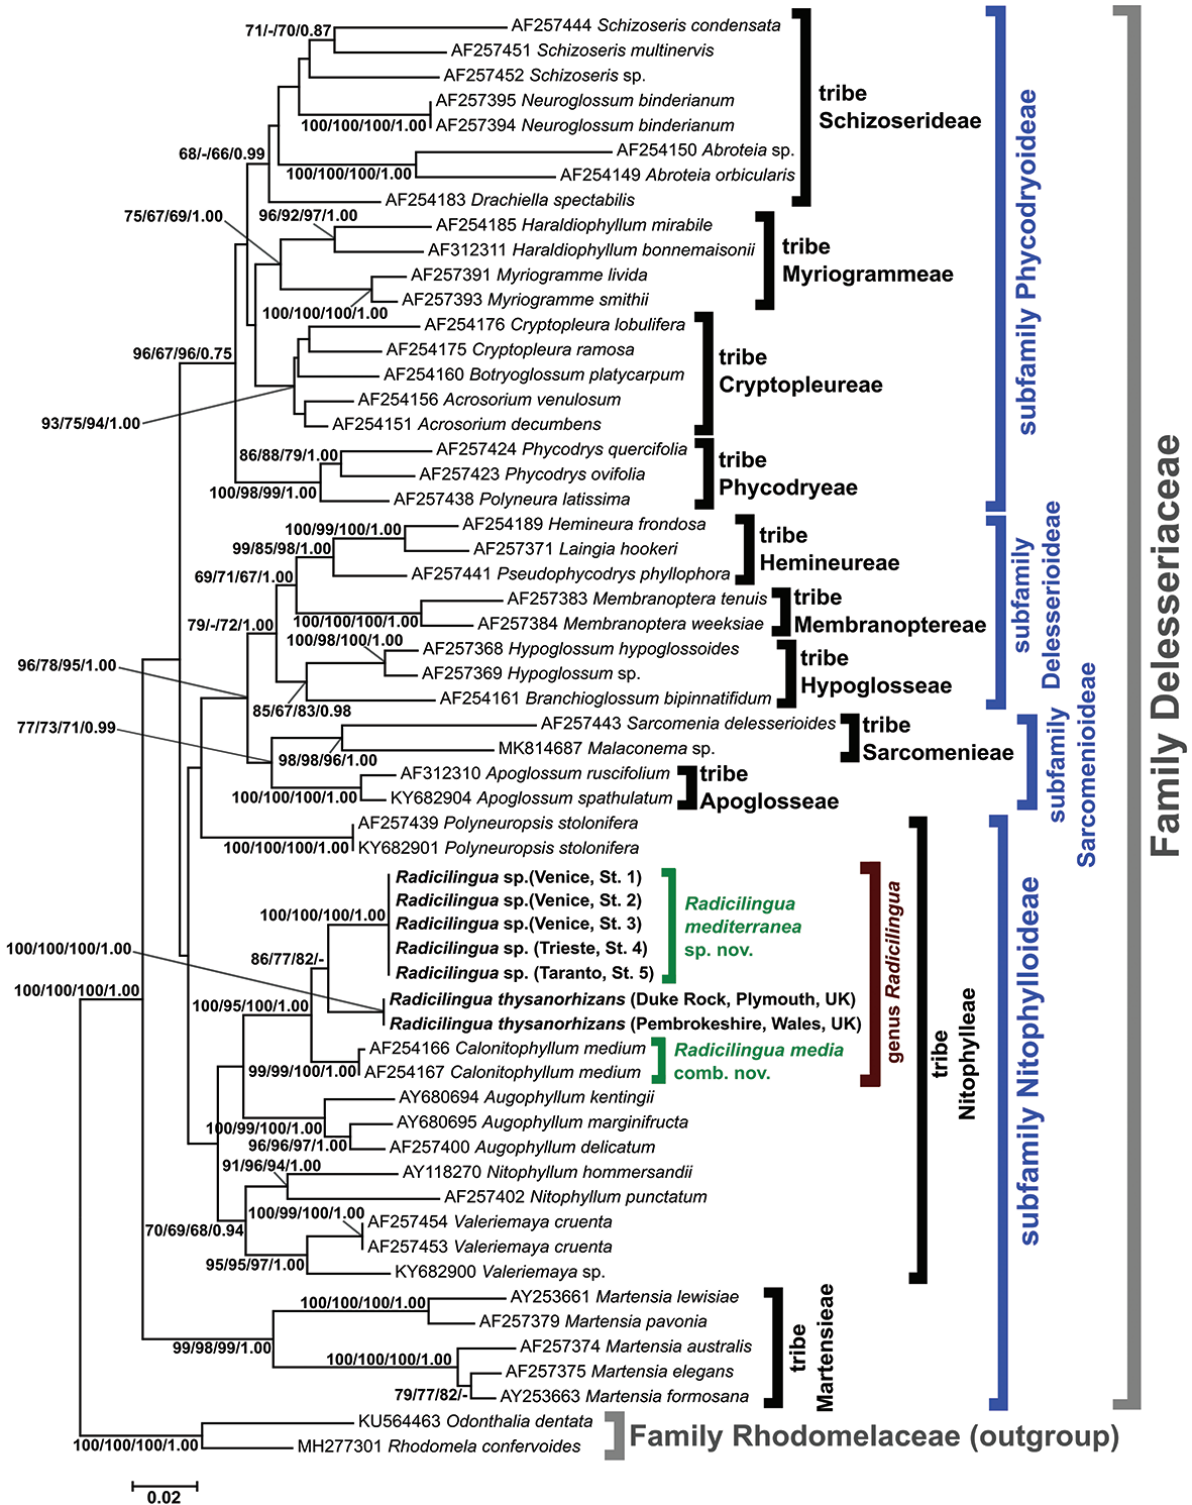 71/-/70/0.87
AF257444 Schizoseris condensata
AF257451 Schizoseris multinervis
AF257452 Schizoseris sp.
AF257395 Neuroglossum binderianum
100/100/100/1.00
AF257394 Neuroglossum binderianum
68/-/66/0.99
AF254150 Abroteia sp.
100/100/100/1.00
AF254149 Abroteia orbicularis
AF254183 Drachiella spectabilis
tribe
Schizoserideae
75/67/69/1.00
96/92/97/1.00
AF254185 Haraldiophyllum mirabile
AF312311 Haraldiophyllum bonnemaisonii
AF257391 Myriogramme livida
AF257393 Myriogramme smithii
100/100/100/1.00
tribe
Myriogrammeae
96/67/96/0.75
AF254176 Cryptopleura lobulifera
AF254175 Cryptopleura ramosa
AF254160 Botryoglossum platycarpum
AF254156 Acrosorium venulosum
AF254151 Acrosorium decumbens
93/75/94/1.00
tribe
Cryptopleureae
86/88/79/1.00
AF257424 Phycodrys quercifolia
AF257423 Phycodrys ovifolia
100/98/99/1.00
AF257438 Polyneura latissima
tribe
Phycodryeae
subfamily Phycodryoideae
100/99/100/1.00
AF254189 Hemineura frondosa
99/85/98/1.00
AF257371 Laingia hookeri
69/71/67/1.00
AF257441 Pseudophycodrys phyllophora
tribe
Hemineureae
AF257383 Membranoptera tenuis
79/-/72/1.00
100/100/100/1.00
AF257384 Membranoptera weeksiae
tribe
Membranoptereae
100/98/100/1.00
AF257368 Hypoglossum hypoglossoides
96/78/95/1.00
AF257369 Hypoglossum sp.
AF254161 Branchioglossum bipinnatifidum
85/67/83/0.98
tribe
Hypoglosseae
subfamily
Delesserioideae
77/73/71/0.99
AF257443 Sarcomenia delesserioides
MK814687 Malaconema sp.
98/98/96/1.00
tribe
Sarcomenieae
AF312310 Apoglossum ruscifolium
100/100/100/1.00
KY682904 Apoglossum spathulatum
tribe
Apoglosseae
subfamily
Sarcomenioideae
AF257439 Polyneuropsis stolonifera
100/100/100/1.00
KY682901 Polyneuropsis stolonifera
Radicilingua sp.(Venice, St. 1)
Radicilingua sp.(Venice, St. 2)
100/100/100/1.00
Radicilingua sp.(Venice, St. 3)
Radicilingua sp. (Trieste, St. 4)
Radicilingua sp. (Taranto, St. 5)
Radicilingua
mediterranea
sp. nov.
100/100/100/1.00
86/77/82/-
100/100/100/1.00
Radicilingua thysanorhizans (Duke Rock, Plymouth, UK)
100/95/100/1.00
Radicilingua thysanorhizans (Pembrokeshire, Wales, UK)
AF254166 Calonitophyllum medium
99/99/100/1.00
AF254167 Calonitophyllum medium
Radicilingua media
comb. nov.
genus Radicilingua
AY680694 Augophyllum kentingii
100/99/100/1.00
AY680695 Augophyllum marginifructa
96/96/97/1.00
AF257400 Augophyllum delicatum
91/96/94/1.00
AY118270 Nitophyllum hommersandii
AF257402 Nitophyllum punctatum
100/99/100/1.00
70/69/68/0.94
AF257454 Valeriemaya cruenta
AF257453 Valeriemaya cruenta
95/95/97/1.00
KY682900 Valeriemaya sp.
tribe
Nitophylleae
100/100/100/1.00
AY253661 Martensia lewisiae
AF257379 Martensia pavonia
99/98/99/1.00
AF257374 Martensia australis
100/100/100/1.00
AF257375 Martensia elegans
79/77/82/-
AY253663 Martensia formosana
tribe
Martensieae
subfamily Nitophylloideae
Family Delesseriaceae
KU564463 Odonthalia dentata
100/100/100/1.00
MH277301 Rhodomela confervoides
Family Rhodomelaceae (outgroup)
0.02